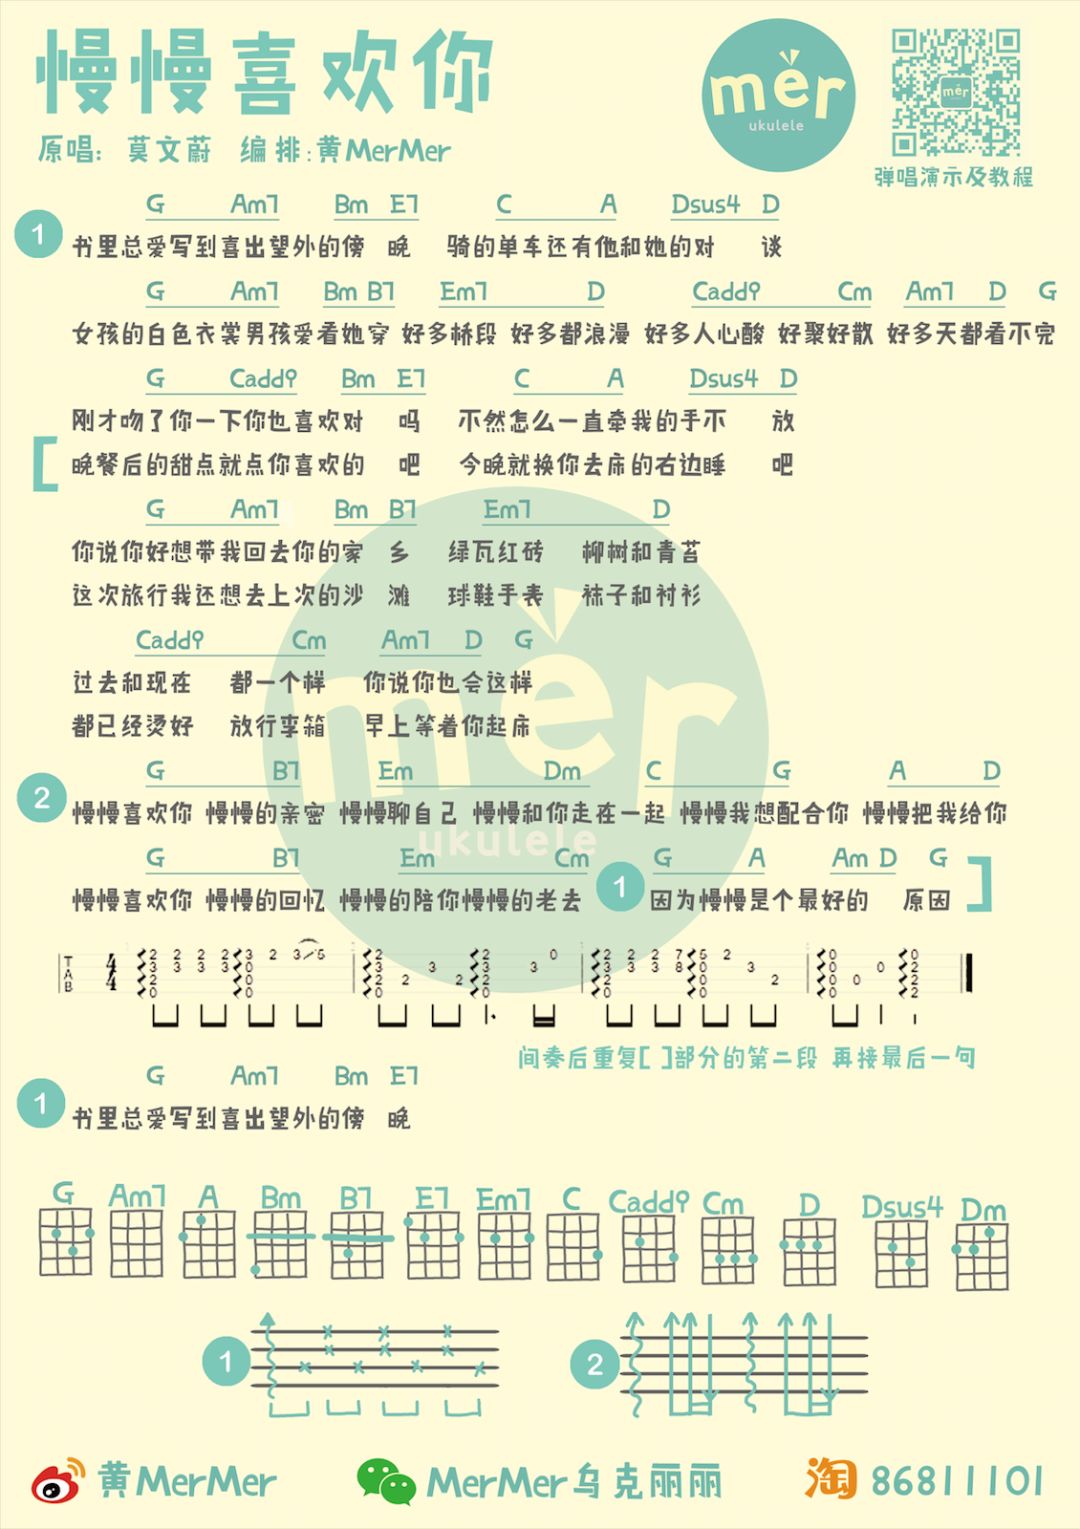 慢慢喜欢你
mer
ukulele
mer
原唱: 莫文蔚 编排:黄MerMer
弹唱演示及教程
G Am7 Bm E7 C A Dsus4 D
1 书里总爱写到喜出望外的傍 晚 骑的单车还有他和她的对 谈
G Am7 Bm B7 Em7 D Cadd9 Cm Am7 D G
女孩的白色衣裳男孩爱看她穿 好多桥段 好多都浪漫 好多人心酸 好聚好散 好多天都看不完
G Cadd9 Bm E7 C A Dsus4 D
刚才吻了你一下你也喜欢对 吗 不然怎么一直牵我的手不 放
[ 晚餐后的甜点就点你喜欢的 吧 今晚就换你去床的右边睡 吧
G Am7 Bm B7 Em7 D
你说你好想带我回去你的家 乡 绿瓦红砖 柳树和青苔
这次旅行我还想去上次的沙 滩 球鞋手表 袜子和衬衫
Cadd9 Cm Am7 D G
过去和现在 都一个样 你说你也会这样
都已经烫好 放行李箱 早上等着你起床
mer
G B7 Em Dm C G A D
2 慢慢喜欢你 慢慢的亲密 慢慢聊自己 慢慢和你走在一起 慢慢我想配合你 慢慢把我给你
ukulele
G B7 Em Cm 1 G A Am D G
慢慢喜欢你 慢慢的回忆 慢慢的陪你慢慢的老去 因为慢慢是个最好的 原因 ]
TAB 4/4
间奏后重复[ ]部分的第二段 再接最后一句
G Am7 Bm E7
1 书里总爱写到喜出望外的傍 晚
G Am7 A Bm B7 E7 Em7 C Cadd9 Cm D Dsus4 Dm
1 2
黄MerMer MerMer乌克丽丽 淘 86811101